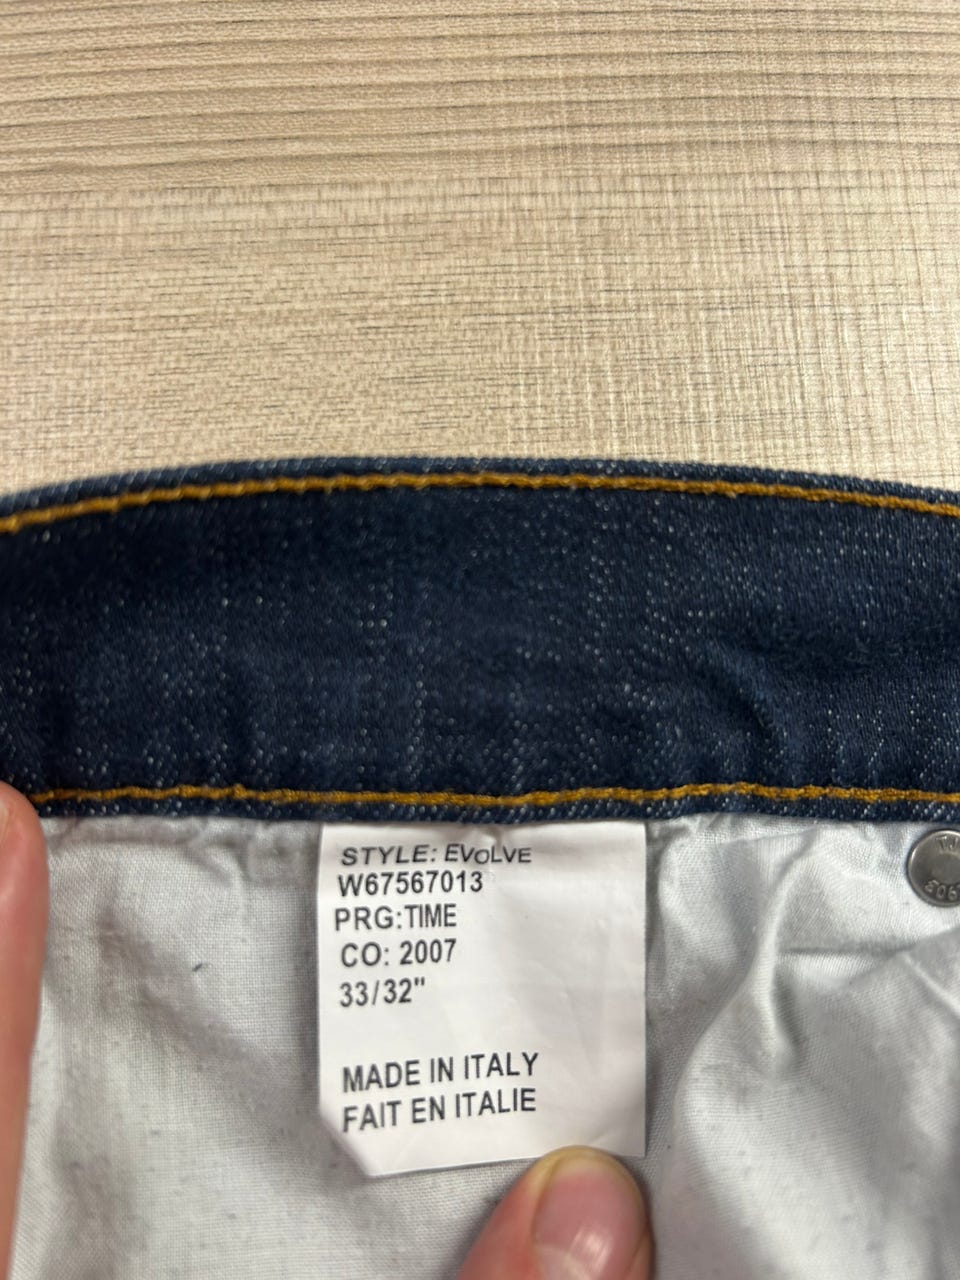 STYLE: EVOLVE
W67567013
PRG:TIME
CO: 2007
33/32"
MADE IN ITALY
FAIT EN ITALIE